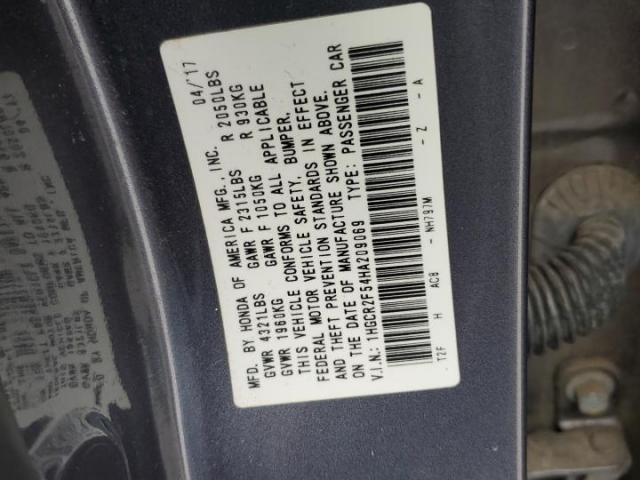 MFD. BY HONDA OF AMERICA MFG., INC. 04/'17
GVWR 4321LBS GAWR F 2315LBS R 2050LBS
GVWR 1960KG GAWR F 1050KG R 930KG
THIS VEHICLE CONFORMS TO ALL APPLICABLE
FEDERAL MOTOR VEHICLE SAFETY, BUMPER,
AND THEFT PREVENTION STANDARDS IN EFFECT
ON THE DATE OF MANUFACTURE SHOWN ABOVE.
V.I.N.: 1HGCR2F54HA209069 TYPE: PASSENGER CAR
T2F H AC8 - NH797M - Z - A